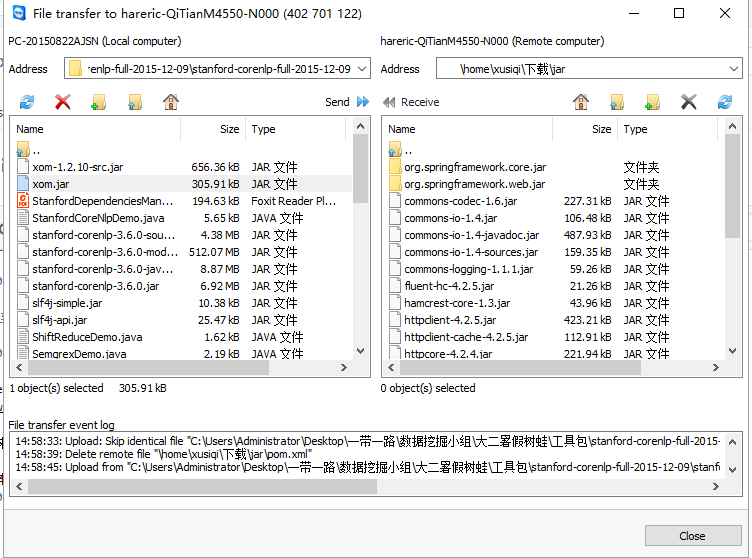 File transfer to hareric-QiTianM4550-N000 (402 701 122)
PC-20150822AJSN (Local computer)
hareric-QiTianM4550-N000 (Remote computer)
Address
:orenlp-full-2015-12-09\stanford-corenlp-full-2015-12-09
Address
\home\xusiqi\下载\jar
Send
Receive
Name Size Type
..
xom-1.2.10-src.jar 656.36 kB JAR 文件
xom.jar 305.91 kB JAR 文件
StanfordDependenciesMan... 194.63 kB Foxit Reader Pl...
StanfordCoreNlpDemo.java 5.65 kB JAVA 文件
stanford-corenlp-3.6.0-sou... 4.38 MB JAR 文件
stanford-corenlp-3.6.0-mod... 512.07 MB JAR 文件
stanford-corenlp-3.6.0-jav... 8.87 MB JAR 文件
stanford-corenlp-3.6.0.jar 6.92 MB JAR 文件
slf4j-simple.jar 10.38 kB JAR 文件
slf4j-api.jar 25.47 kB JAR 文件
ShiftReduceDemo.java 1.62 kB JAVA 文件
SemgrexDemo.java 2.19 kB JAVA 文件
Name Size Type
..
org.springframework.core.jar 文件夹
org.springframework.web.jar 文件夹
commons-codec-1.6.jar 227.31 kB JAR 文件
commons-io-1.4.jar 106.48 kB JAR 文件
commons-io-1.4-javadoc.jar 487.93 kB JAR 文件
commons-io-1.4-sources.jar 159.35 kB JAR 文件
commons-logging-1.1.1.jar 59.26 kB JAR 文件
fluent-hc-4.2.5.jar 21.26 kB JAR 文件
hamcrest-core-1.3.jar 43.96 kB JAR 文件
httpclient-4.2.5.jar 423.21 kB JAR 文件
httpclient-cache-4.2.5.jar 112.91 kB JAR 文件
httpcore-4.2.4.jar 221.94 kB JAR 文件
1 object(s) selected 305.91 kB
0 object(s) selected
File transfer event log
14:58:33: Upload: Skip identical file "C:\Users\Administrator\Desktop\一带一路\数据挖掘小组\大二署假树蛙\工具包\stanford-corenlp-full-2015-
14:58:39: Delete remote file "\home\xusiqi\下载\jar\pom.xml"
14:58:45: Upload from "C:\Users\Administrator\Desktop\一带一路\数据挖掘小组\大二署假树蛙\工具包\stanford-corenlp-full-2015-12-09\stanf
Close